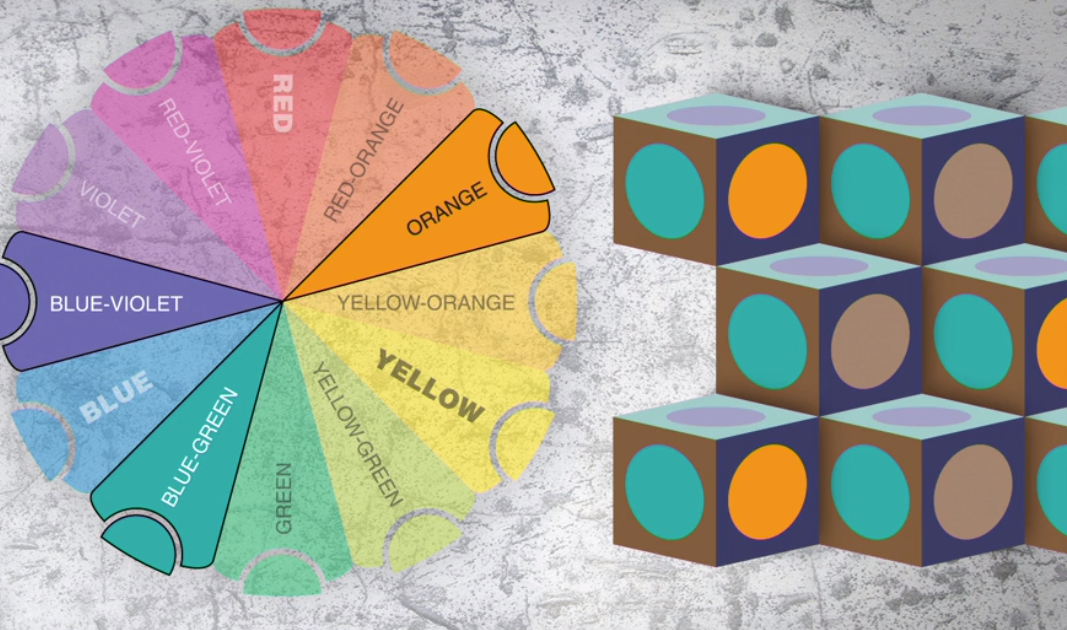 RED
RED-ORANGE
ORANGE
YELLOW-ORANGE
YELLOW
YELLOW-GREEN
GREEN
BLUE-GREEN
BLUE
BLUE-VIOLET
VIOLET
RED-VIOLET